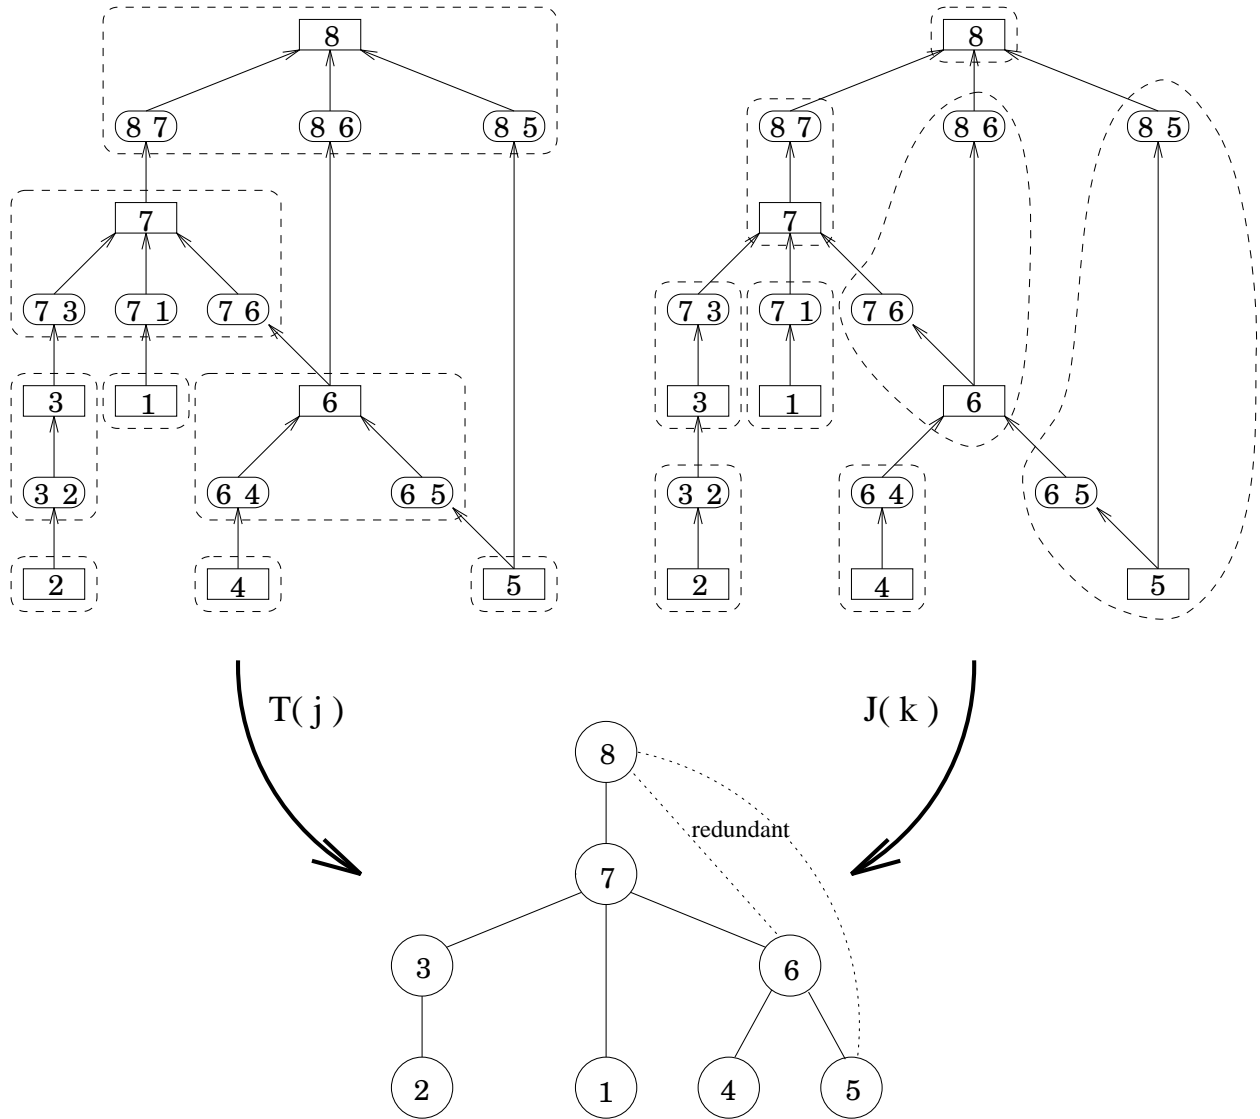 8 8
8 7 8 6 8 5 8 7 8 6 8 5
7 7
7 3 7 1 7 6 7 3 7 1 7 6
3 1 6 3 1 6
3 2 6 4 6 5 3 2 6 4 6 5
2 4 5 2 4 5
T( j ) J( k )
8
redundant
7
3 6
2 1 4 5